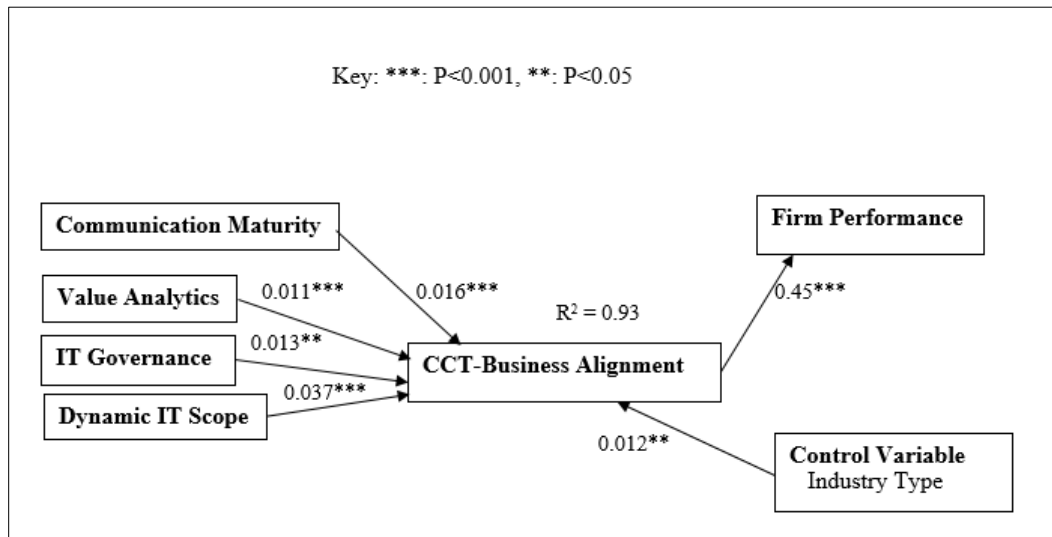 Key: ***: P<0.001, **: P<0.05
Communication Maturity
Firm Performance
Value Analytics
0.011***
0.016***
0.45***
R² = 0.93
IT Governance
0.013**
CCT-Business Alignment
0.037***
Dynamic IT Scope
0.012**
Control Variable
Industry Type